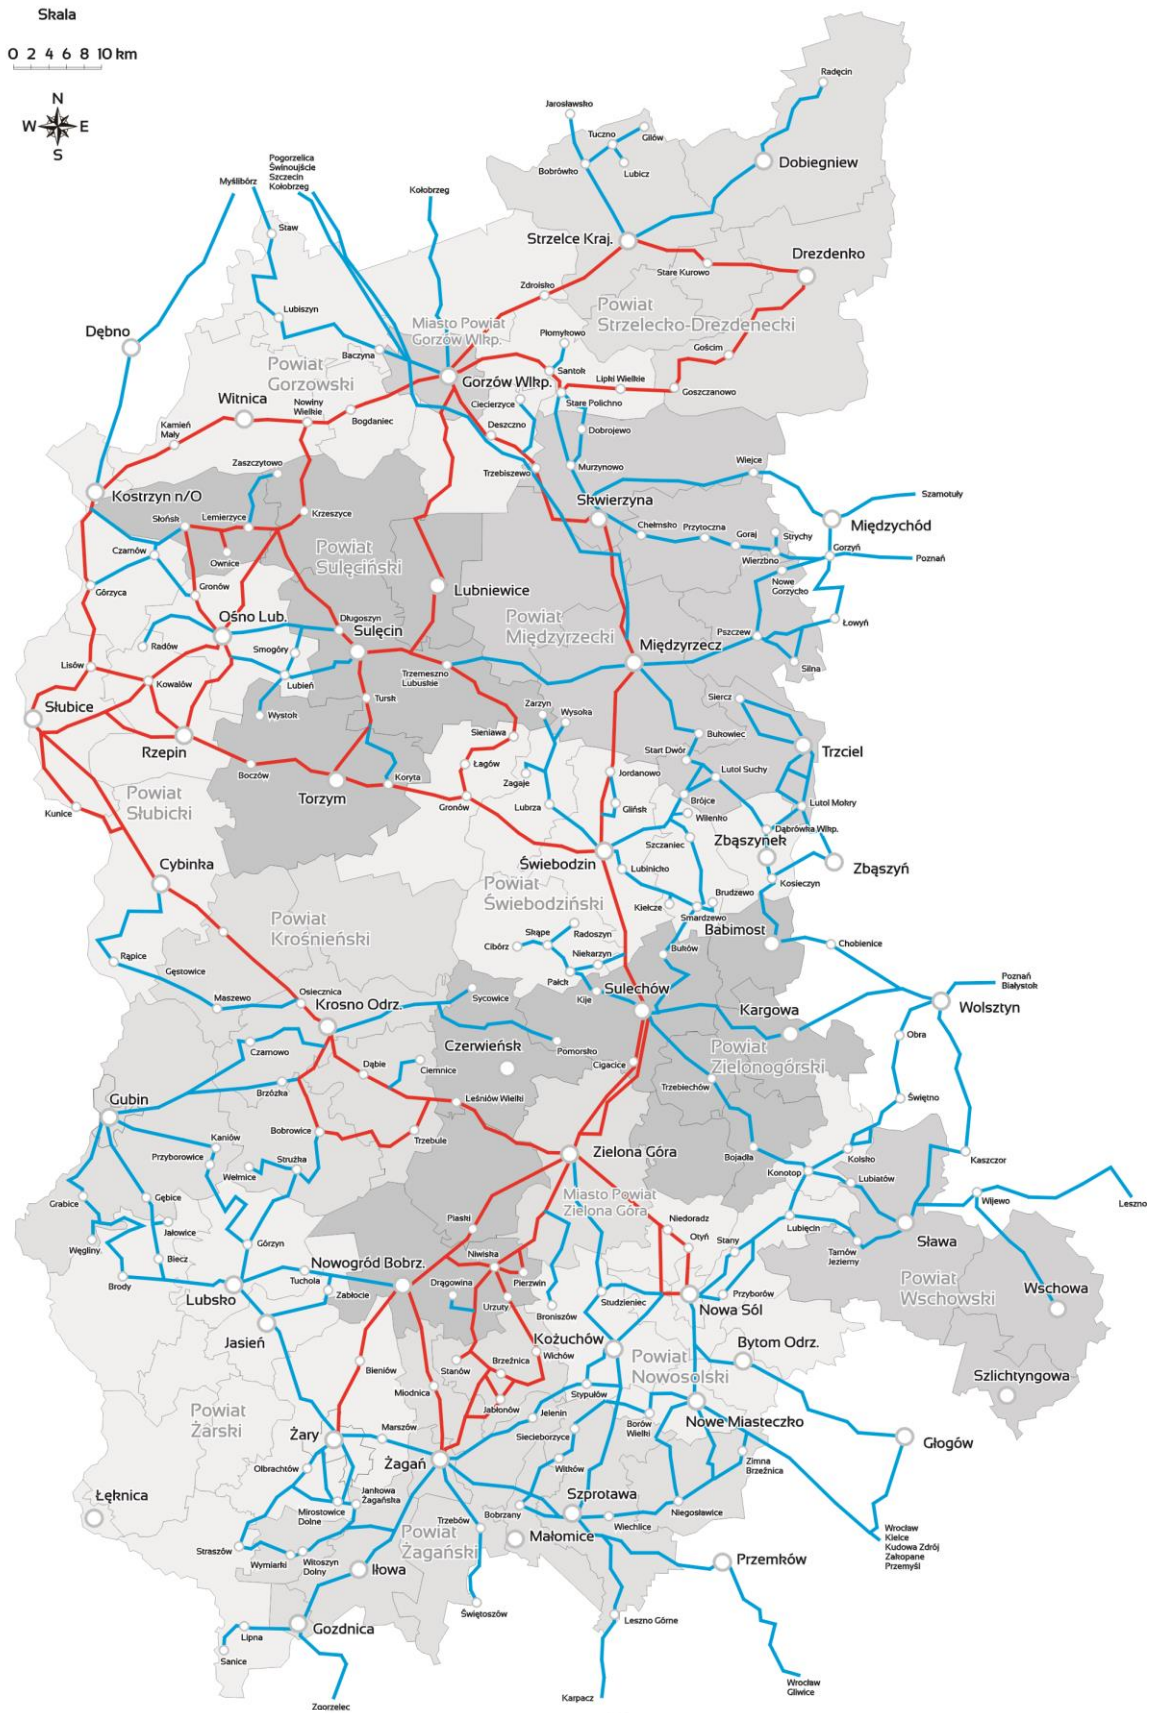 Skala
0 2 4 6 8 10 km
N
W E
S
Radęcin
Jarosławsko
Tuczno
Gilów
Bobrówko
Lubicz
Dobiegniew
Pogorzelica
Świnoujście
Szczecin
Kołobrzeg
Myślibórz
Kołobrzeg
Staw
Strzelce Kraj.
Drezdenko
Stare Kurowo
Zdroisko
Powiat
Strzelecko-Drezdenecki
Lubiszyn
Miasto Powiat
Gorzów Wlkp.
Dębno
Baczyna
Płomykowo
Gościm
Powiat
Gorzowski
Santok
Gorzów Wlkp.
Lipki Wielkie
Goszczanowo
Witnica
Nowiny
Wielkie
Bogdaniec
Ciecierzyce
Stare Polichno
Kamień
Mały
Deszczno
Dobrojewo
Zaszczytowo
Trzebiszewo
Murzynowo
Wiejce
Kostrzyn n/O
Skwierzyna
Szamotuły
Słońsk
Lemierzyce
Krzeszyce
Międzychód
Chełmsko
Przytoczna
Goraj
Strychy
Czarnów
Ownice
Powiat
Sulęciński
Gorzyń
Wierzbno
Poznań
Górzyca
Gronów
Lubniewice
Nowe
Gorzycko
Ośno Lub.
Długoszyn
Powiat
Międzyrzecki
Łowyń
Sulęcin
Pszczew
Radów
Smogóry
Międzyrzecz
Lisów
Trzemeszno
Lubuskie
Silna
Kowalów
Lubień
Słubice
Tursk
Siercz
Wystok
Zarzyn
Wysoka
Rzepin
Sieniawa
Bukowiec
Start Dwór
Trzciel
Boczów
Łagów
Jordanowo
Lutol Suchy
Torzym
Koryta
Zagaje
Powiat
Słubicki
Gronów
Lubrza
Glińsk
Brójce
Lutol Mokry
Kunice
Wilenko
Dąbrówka Wlkp.
Szczaniec
Zbąszynek
Cybinka
Świebodzin
Lubinicko
Zbąszyń
Kosieczyn
Powiat
Świebodziński
Brudzewo
Kiełcze
Smardzewo
Powiat
Krośnieński
Skąpe
Radoszyn
Babimost
Cibórz
Niekarzyn
Buków
Chobienice
Rąpice
Gęstowice
Pałck
Poznań
Białystok
Maszewo
Osiecznica
Krosno Odrz.
Sycowice
Kije
Sulechów
Kargowa
Wolsztyn
Czarnowo
Czerwieńsk
Pomorsko
Powiat
Zielonogórski
Obra
Dąbie
Ciemnice
Cigacice
Brzózka
Trzebiechów
Gubin
Leśniów Wielki
Świętno
Bobrowice
Trzebule
Kaniów
Zielona Góra
Bojadła
Kolsko
Przyborowice
Strużka
Wełmice
Konotop
Kaszczor
Miasto Powiat
Zielona Góra
Lubiatów
Grabice
Gębice
Wijewo
Leszno
Jałowice
Piaski
Niedoradz
Lubięcin
Węgliny
Otyń
Sława
Górzyn
Stany
Tarnów
Jezierny
Biecz
Nowogród Bobrz.
Niwiska
Brody
Tuchola
Drągowina
Pierzwin
Powiat
Wschowski
Lubsko
Zabłocie
Studzieniec
Przyborów
Wschowa
Urzuty
Broniszów
Nowa Sól
Jasień
Kożuchów
Bytom Odrz.
Bieniów
Stanów
Brzeźnica
Wichów
Powiat
Nowosolski
Szlichtyngowa
Miodnica
Stypułów
Powiat
Żarski
Jabłonów
Jelenin
Nowe Miasteczko
Marszów
Siecieborzyce
Borów
Wielki
Żary
Głogów
Żagań
Zimna
Brzeźnica
Olbrachtów
Witków
Jankowa
Żagańska
Łęknica
Szprotawa
Mirostowice
Dolne
Bobrzany
Niegosławice
Trzebów
Wiechlice
Wrocław
Kielce
Kudowa Zdrój
Zakopane
Przemyśl
Małomice
Straszów
Powiat
Żagański
Wymiarki
Witoszyn
Dolny
Przemków
Iłowa
Świętoszów
Leszno Górne
Gozdnica
Lipna
Sanice
Wrocław
Gliwice
Karpacz
Zgorzelec